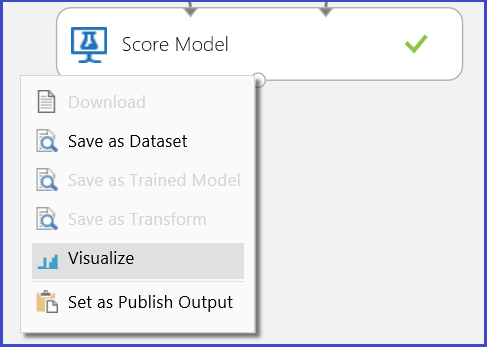 Score Model
Download
Save as Dataset
Save as Trained Model
Save as Transform
Visualize
Set as Publish Output